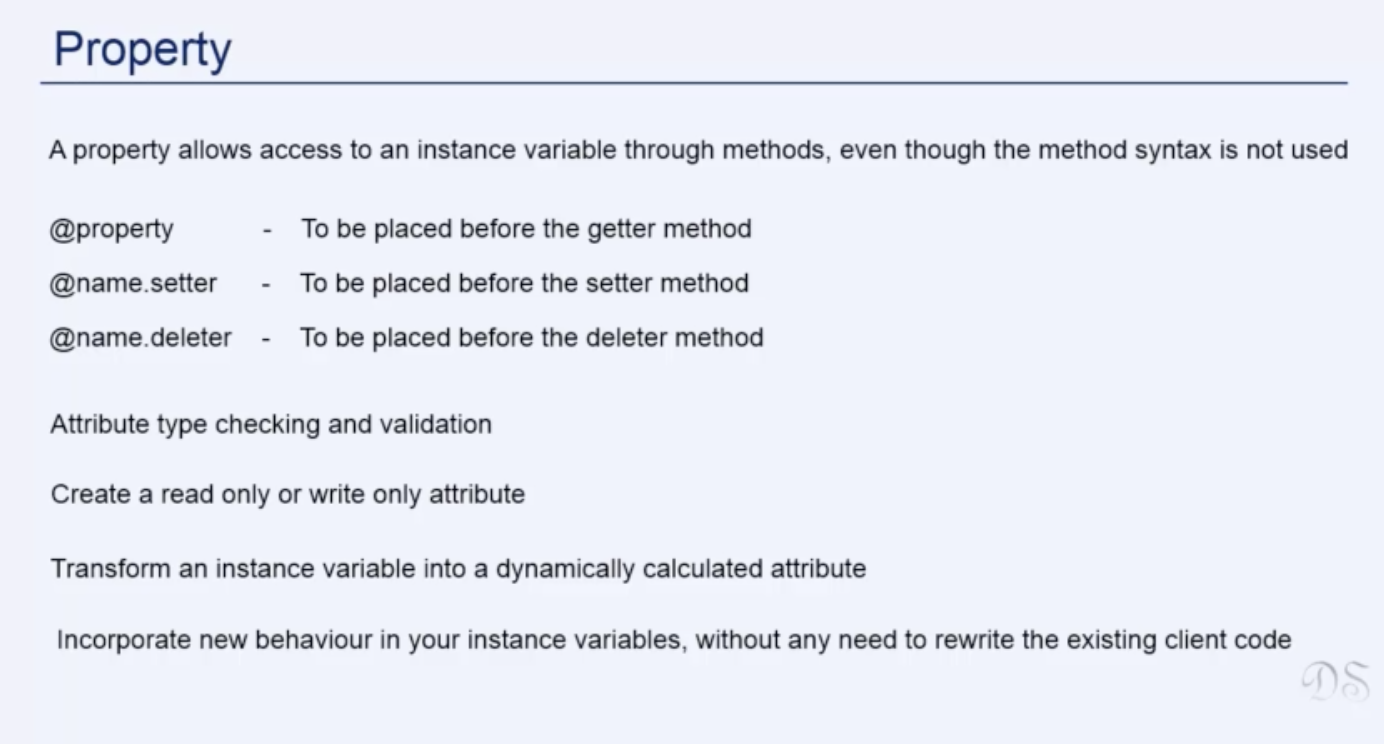 Property
A property allows access to an instance variable through methods, even though the method syntax is not used
@property - To be placed before the getter method
@name.setter - To be placed before the setter method
@name.deleter - To be placed before the deleter method
Attribute type checking and validation
Create a read only or write only attribute
Transform an instance variable into a dynamically calculated attribute
Incorporate new behaviour in your instance variables, without any need to rewrite the existing client code
DS